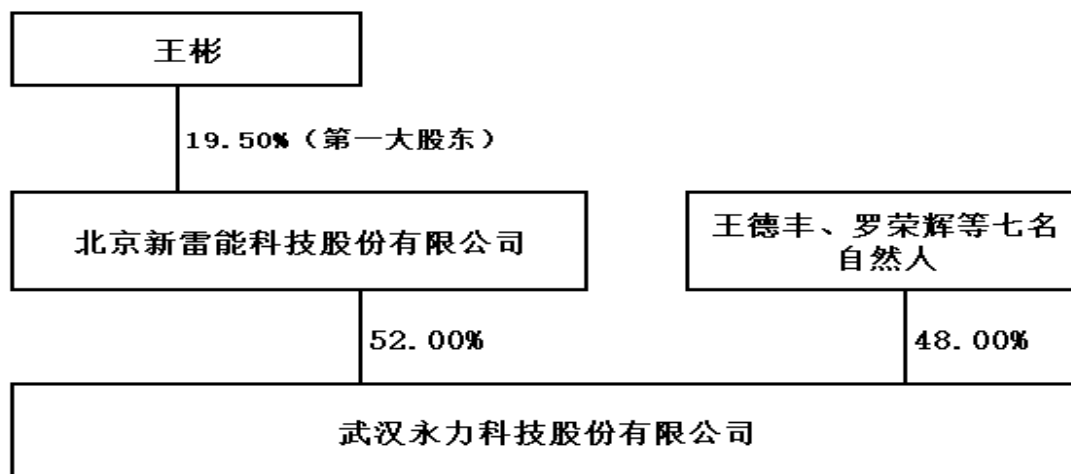 王彬
19.50%（第一大股东）
北京新雷能科技股份有限公司
王德丰、罗荣辉等七名
自然人
52.00%
48.00%
武汉永力科技股份有限公司